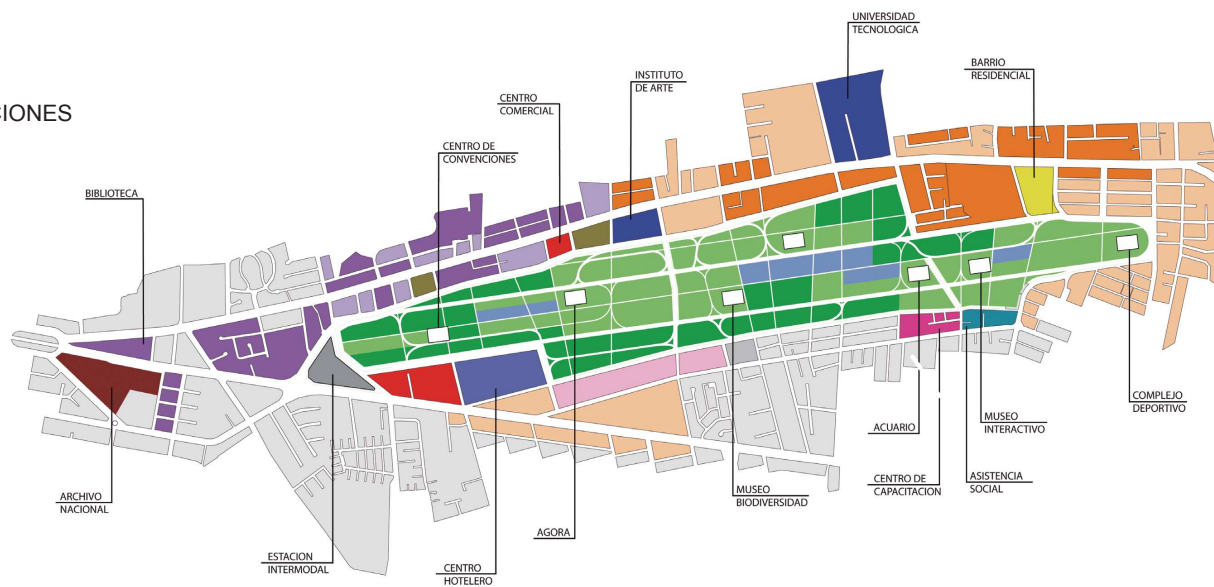 CIONES
UNIVERSIDAD
TECNOLOGICA
BARRIO
RESIDENCIAL
INSTITUTO
DE ARTE
CENTRO
COMERCIAL
CENTRO DE
CONVENCIONES
BIBLIOTECA
COMPLEJO
DEPORTIVO
MUSEO
INTERACTIVO
ACUARIO
ASISTENCIA
SOCIAL
CENTRO DE
CAPACITACION
MUSEO
BIODIVERSIDAD
ARCHIVO
NACIONAL
AGORA
ESTACION
INTERMODAL
CENTRO
HOTELERO